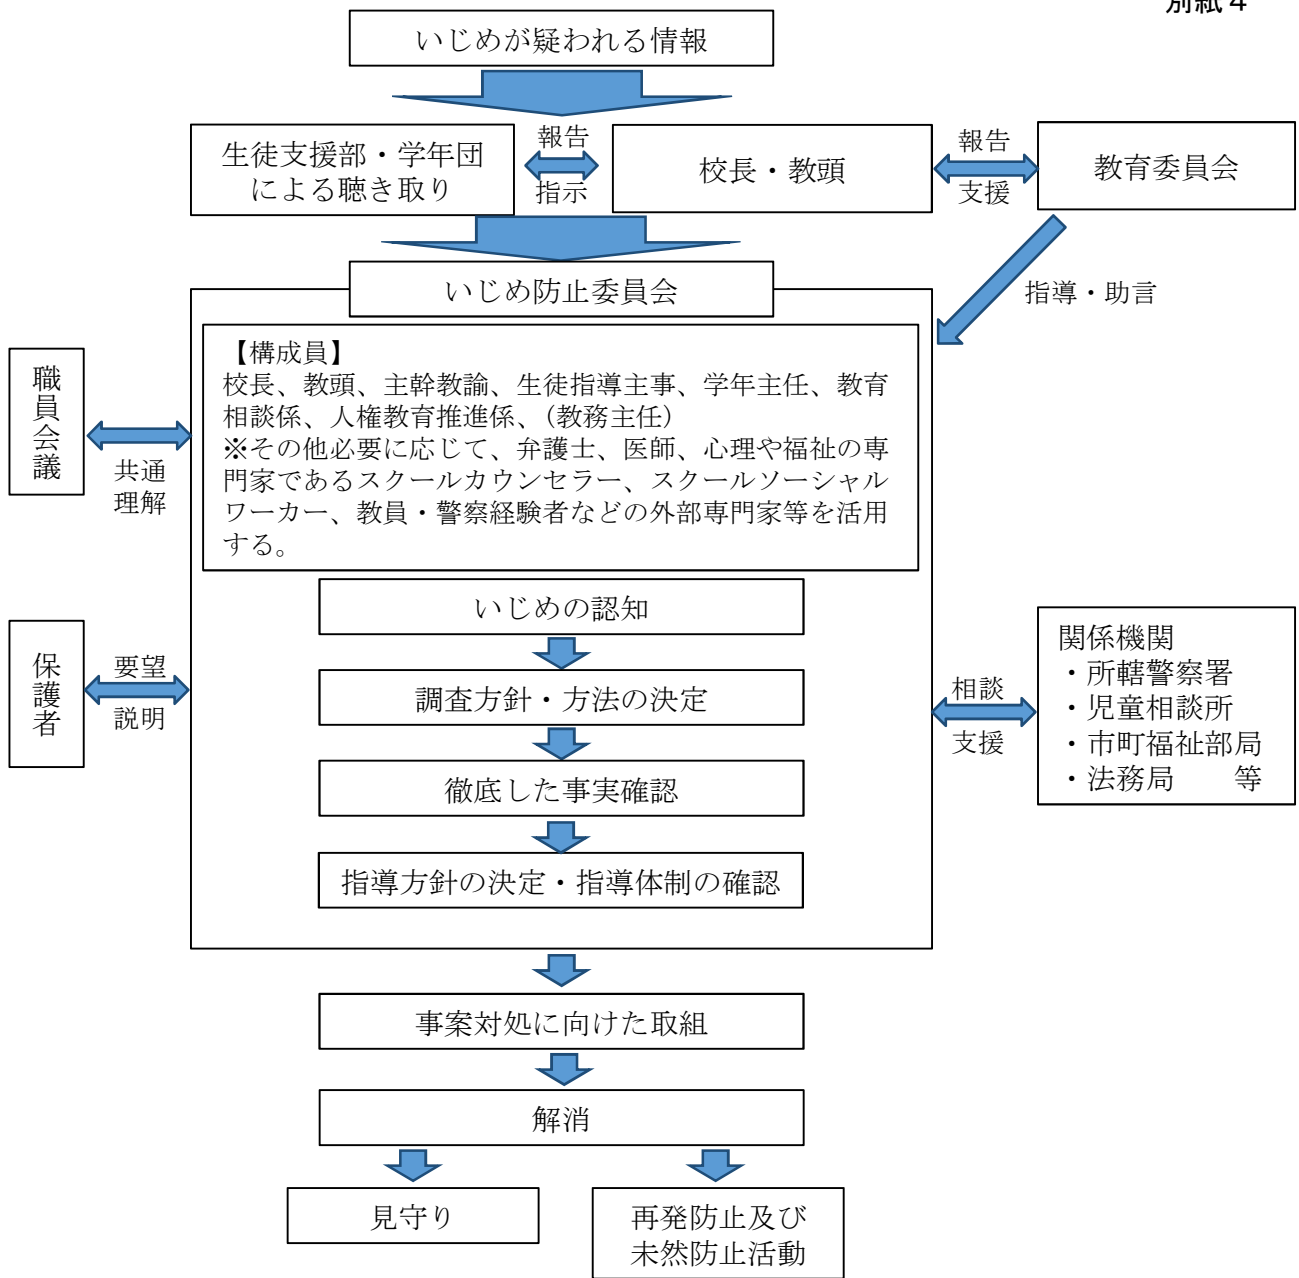 別紙４
いじめが疑われる情報
生徒支援部・学年団
による聴き取り
報告
指示
校長・教頭
報告
支援
教育委員会
いじめ防止委員会
指導・助言
【構成員】
校長、教頭、主幹教諭、生徒指導主事、学年主任、教育
相談係、人権教育推進係、（教務主任）
※その他必要に応じて、弁護士、医師、心理や福祉の専
門家であるスクールカウンセラー、スクールソーシャル
ワーカー、教員・警察経験者などの外部専門家等を活用
する。
職員会議
共通
理解
いじめの認知
保護者
要望
説明
調査方針・方法の決定
相談
支援
関係機関
・所轄警察署
・児童相談所
・市町福祉部局
・法務局　　等
徹底した事実確認
指導方針の決定・指導体制の確認
事案対処に向けた取組
解消
見守り
再発防止及び
未然防止活動